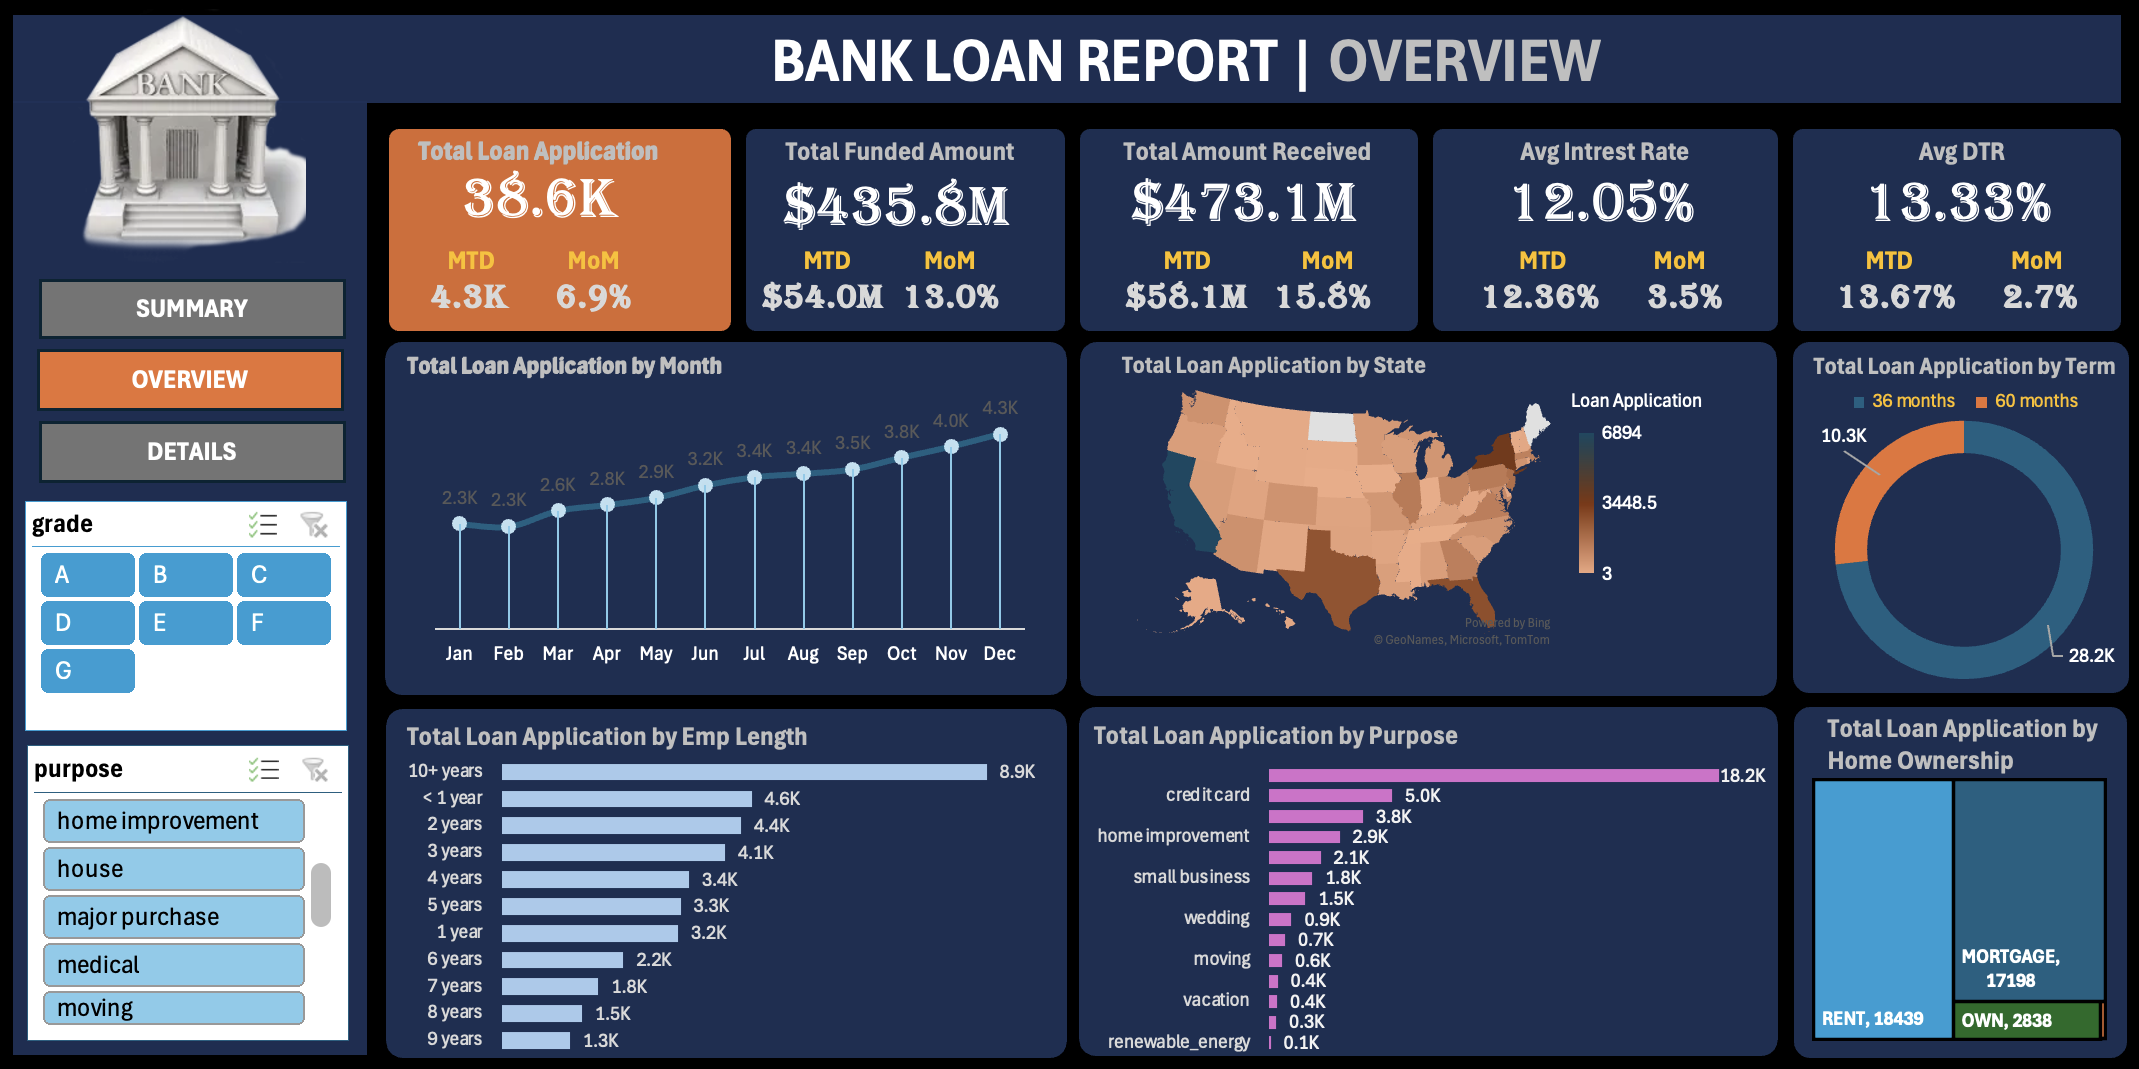 BANK
BANK LOAN REPORT | OVERVIEW
Total Loan Application
38.6K
MTD MoM
4.3K 6.9%
Total Funded Amount
$435.8M
MTD MoM
$54.0M 13.0%
Total Amount Received
$473.1M
MTD MoM
$58.1M 15.8%
Avg Intrest Rate
12.05%
MTD MoM
12.36% 3.5%
Avg DTR
13.33%
MTD MoM
13.67% 2.7%
SUMMARY
OVERVIEW
DETAILS
grade
A B C
D E F
G
purpose
home improvement
house
major purchase
medical
moving
Total Loan Application by Month
2.3K 2.3K 2.6K 2.8K 2.9K 3.2K 3.4K 3.4K 3.5K 3.8K 4.0K 4.3K
Jan Feb Mar Apr May Jun Jul Aug Sep Oct Nov Dec
Total Loan Application by State
Loan Application
6894
3448.5
3
Powered by Bing
© GeoNames, Microsoft, TomTom
Total Loan Application by Term
36 months 60 months
10.3K
28.2K
Total Loan Application by Emp Length
10+ years 8.9K
< 1 year 4.6K
2 years 4.4K
3 years 4.1K
4 years 3.4K
5 years 3.3K
1 year 3.2K
6 years 2.2K
7 years 1.8K
8 years 1.5K
9 years 1.3K
Total Loan Application by Purpose
18.2K
credit card 5.0K
3.8K
home improvement 2.9K
2.1K
small business 1.8K
1.5K
wedding 0.9K
0.7K
moving 0.6K
0.4K
vacation 0.4K
0.3K
renewable_energy 0.1K
Total Loan Application by
Home Ownership
MORTGAGE,
17198
RENT, 18439
OWN, 2838